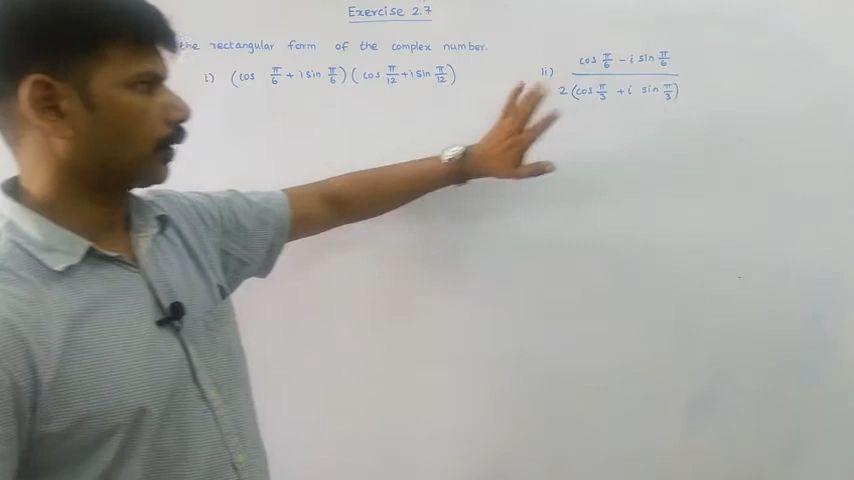 Exercise 2.7
the rectangular form of the complex number.
i) (cos π/6 + i sin π/6) (cos π/12 + i sin π/12)
ii) cos π/6 - i sin π/6
2 (cos π/3 + i sin π/3)